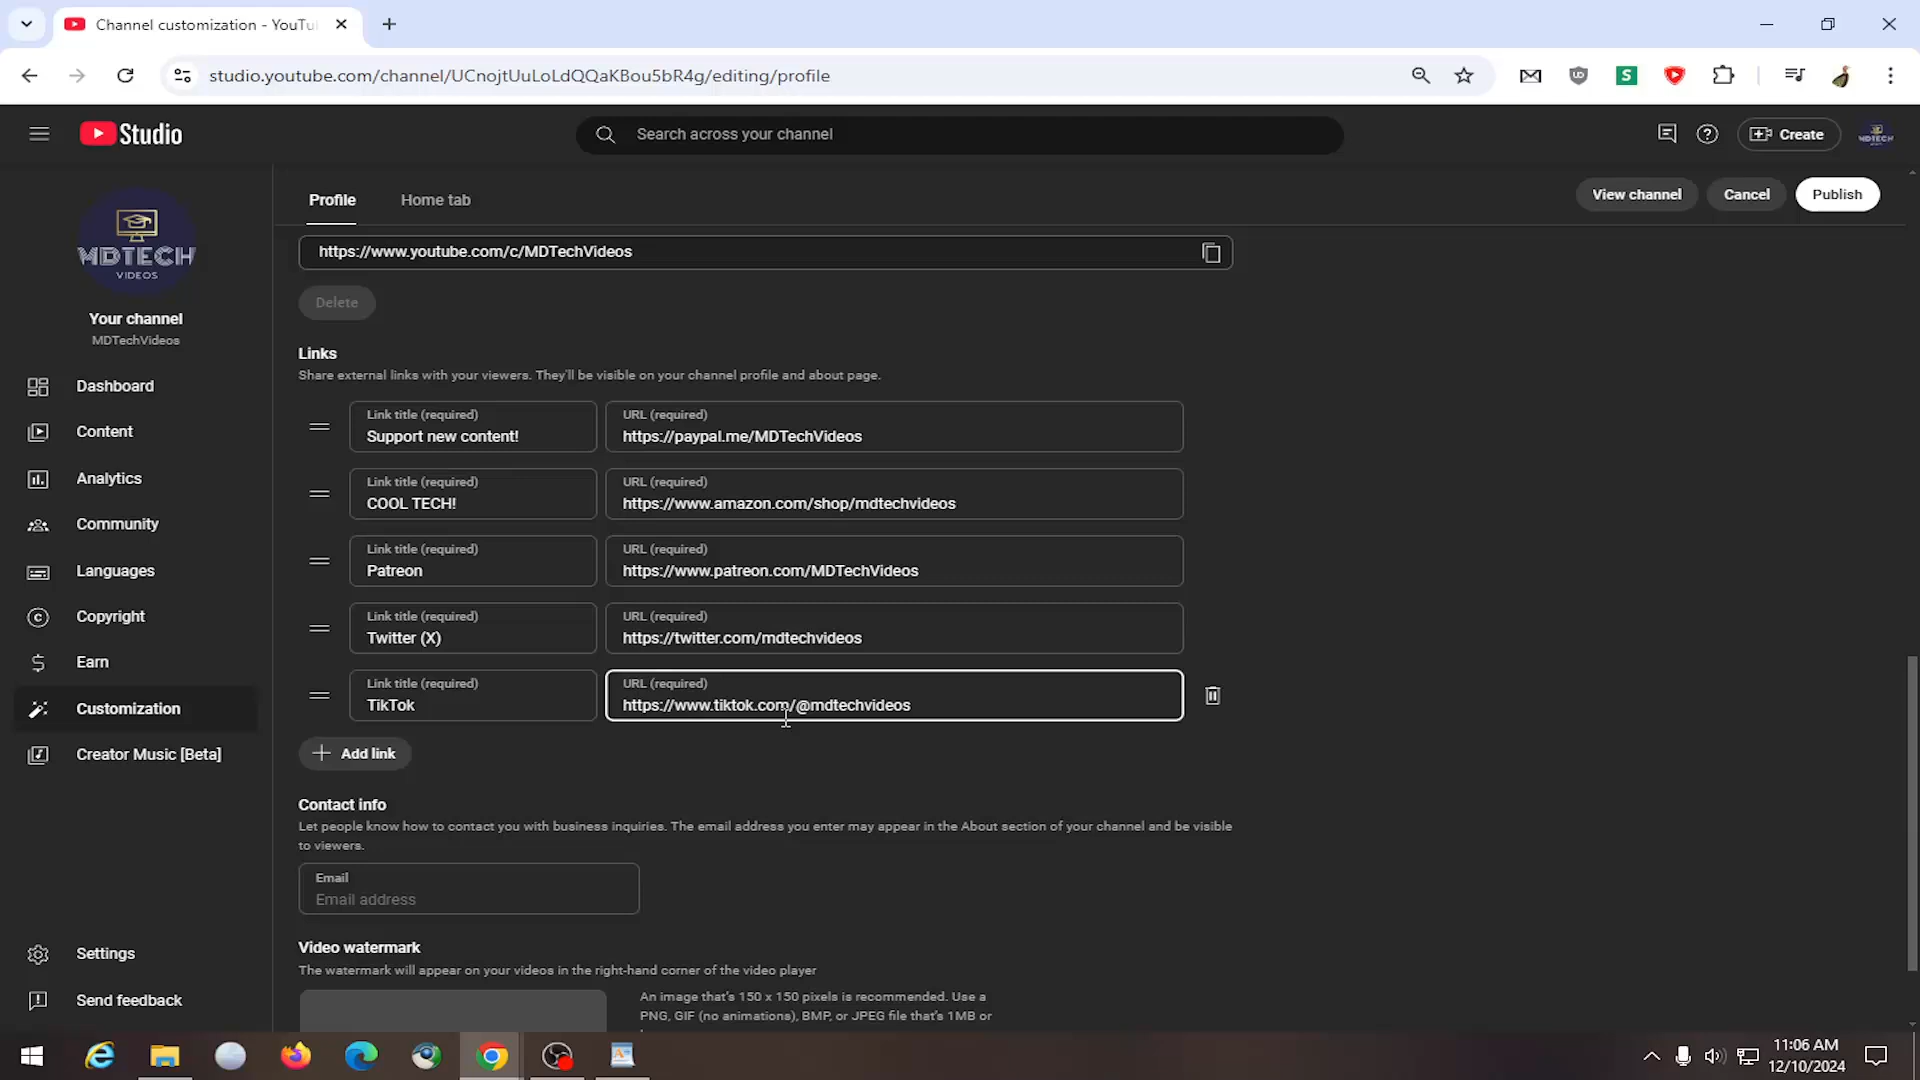 Channel customization - YouTu
studio.youtube.com/channel/UCnojtUuLoLdQQaKBou5bR4g/editing/profile
Studio
Search across your channel
Create
MDTECH
VIDEOS
Your channel
MDTechVideos
Dashboard
Content
Analytics
Community
Languages
Copyright
Earn
Customization
Creator Music [Beta]
Settings
Send feedback
Profile
Home tab
View channel
Cancel
Publish
https://www.youtube.com/c/MDTechVideos
Delete
Links
Share external links with your viewers. They'll be visible on your channel profile and about page.
Link title (required)
Support new content!
URL (required)
https://paypal.me/MDTechVideos
Link title (required)
COOL TECH!
URL (required)
https://www.amazon.com/shop/mdtechvideos
Link title (required)
Patreon
URL (required)
https://www.patreon.com/MDTechVideos
Link title (required)
Twitter (X)
URL (required)
https://twitter.com/mdtechvideos
Link title (required)
TikTok
URL (required)
https://www.tiktok.com/@mdtechvideos
Add link
Contact info
Let people know how to contact you with business inquiries. The email address you enter may appear in the About section of your channel and be visible
to viewers.
Email
Email address
Video watermark
The watermark will appear on your videos in the right-hand corner of the video player
An image that's 150 x 150 pixels is recommended. Use a
PNG, GIF (no animations), BMP, or JPEG file that's 1MB or
11:06 AM
12/10/2024